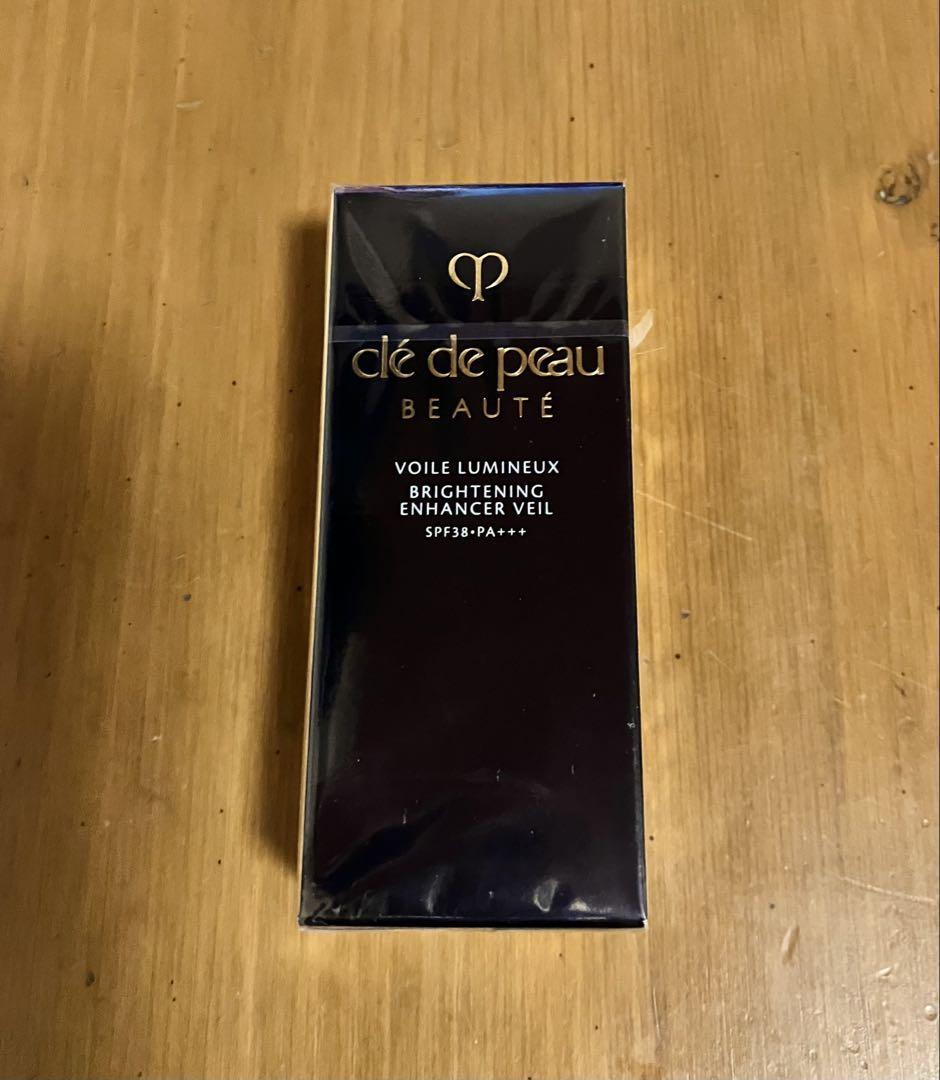 clé de peau
BEAUTÉ
VOILE LUMINEUX
BRIGHTENING
ENHANCER VEIL
SPF38•PA+++